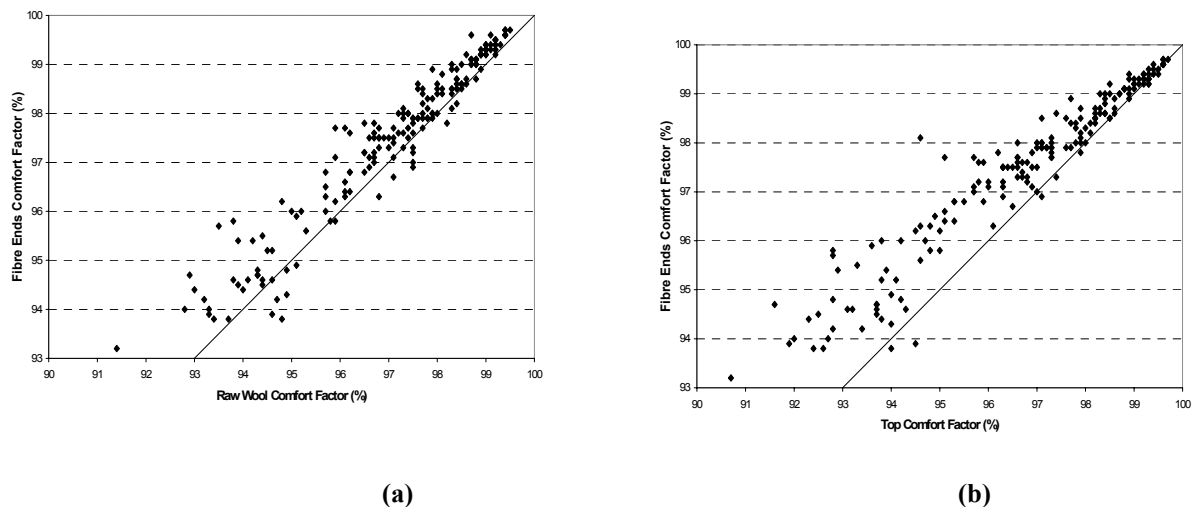 100
99
98
97
96
95
94
93
Fibre Ends Comfort Factor (%)
90 91 92 93 94 95 96 97 98 99 100
Raw Wool Comfort Factor (%)
(a)
100
99
98
97
96
95
94
93
Fibre Ends Comfort Factor (%)
90 91 92 93 94 95 96 97 98 99 100
Top Comfort Factor (%)
(b)